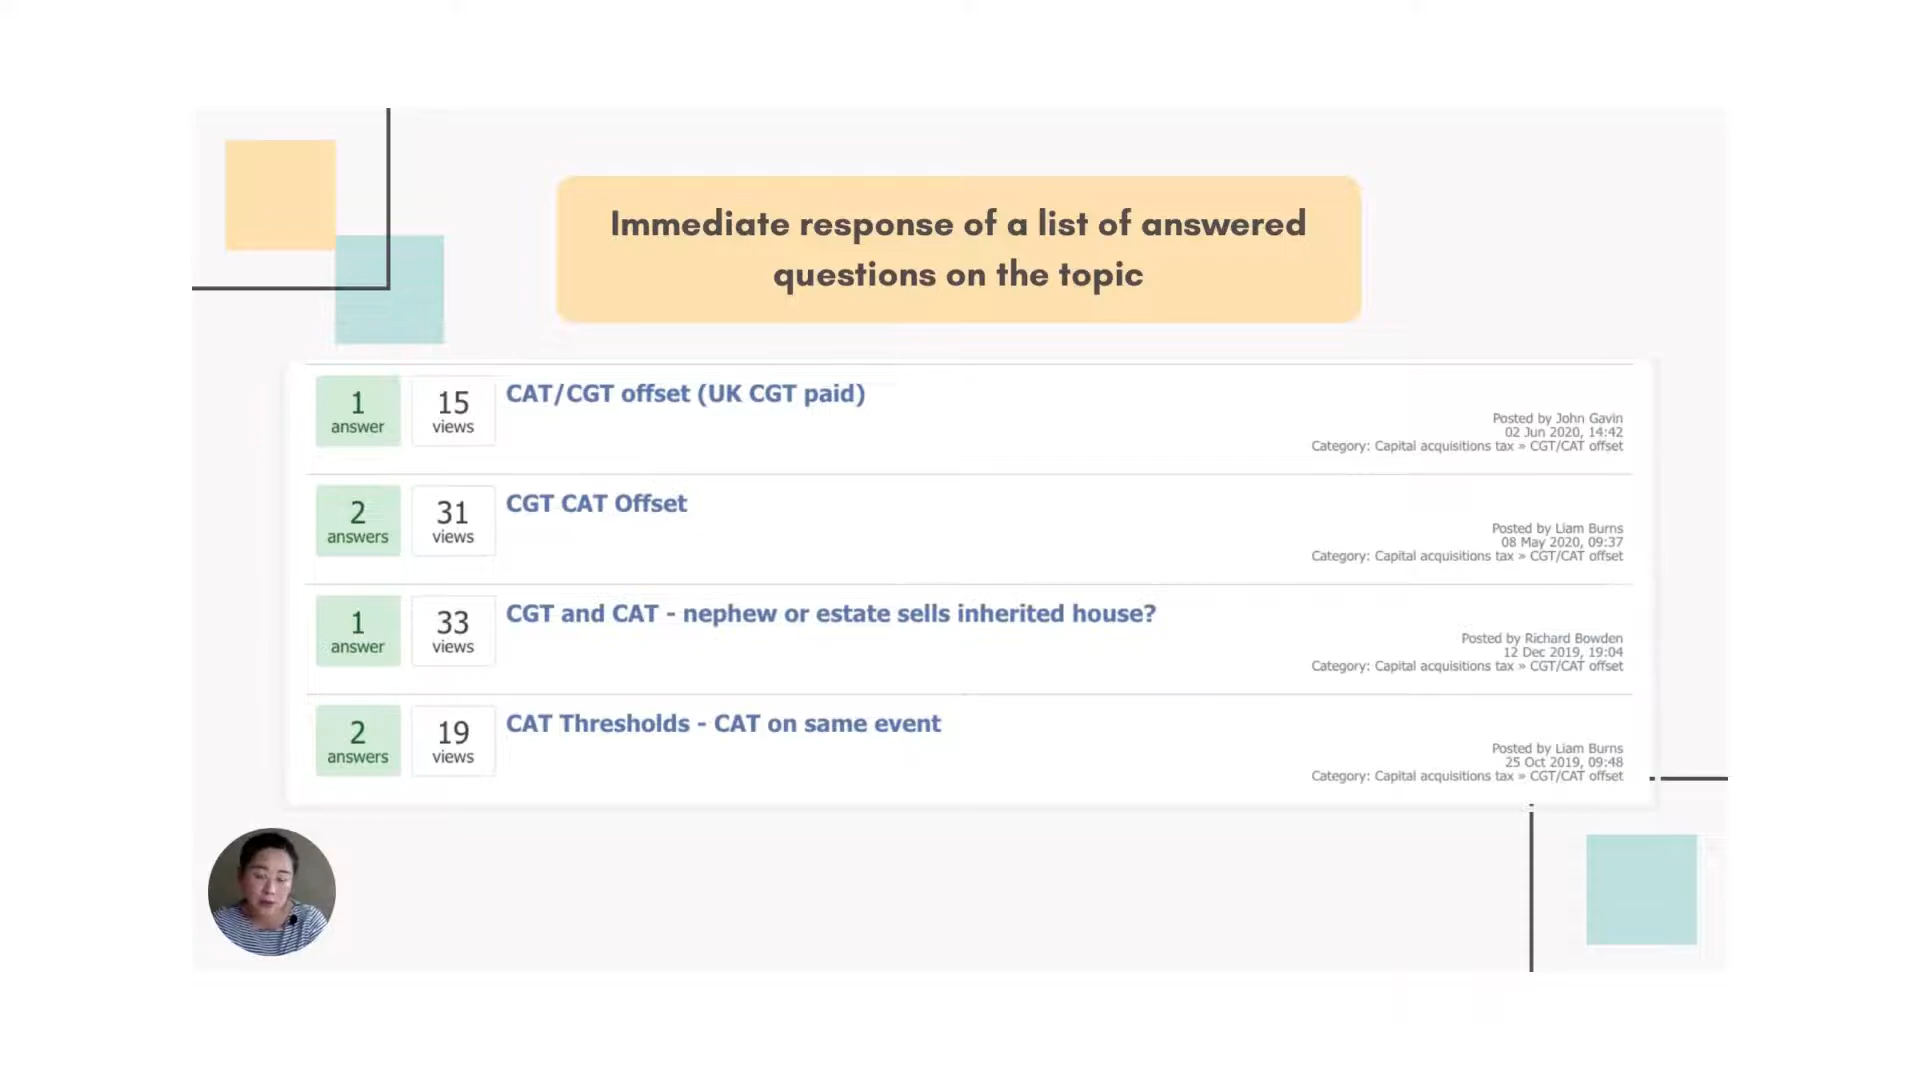 Immediate response of a list of answered
questions on the topic
1
answer
15
views
CAT/CGT offset (UK CGT paid)
Posted by John Gavin
02 Jun 2020, 14:42
Category: Capital acquisitions tax » CGT/CAT offset
2
answers
31
views
CGT CAT Offset
Posted by Liam Burns
08 May 2020, 09:37
Category: Capital acquisitions tax » CGT/CAT offset
1
answer
33
views
CGT and CAT - nephew or estate sells inherited house?
Posted by Richard Bowden
12 Dec 2019, 19:04
Category: Capital acquisitions tax » CGT/CAT offset
2
answers
19
views
CAT Thresholds - CAT on same event
Posted by Liam Burns
25 Oct 2019, 09:48
Category: Capital acquisitions tax » CGT/CAT offset